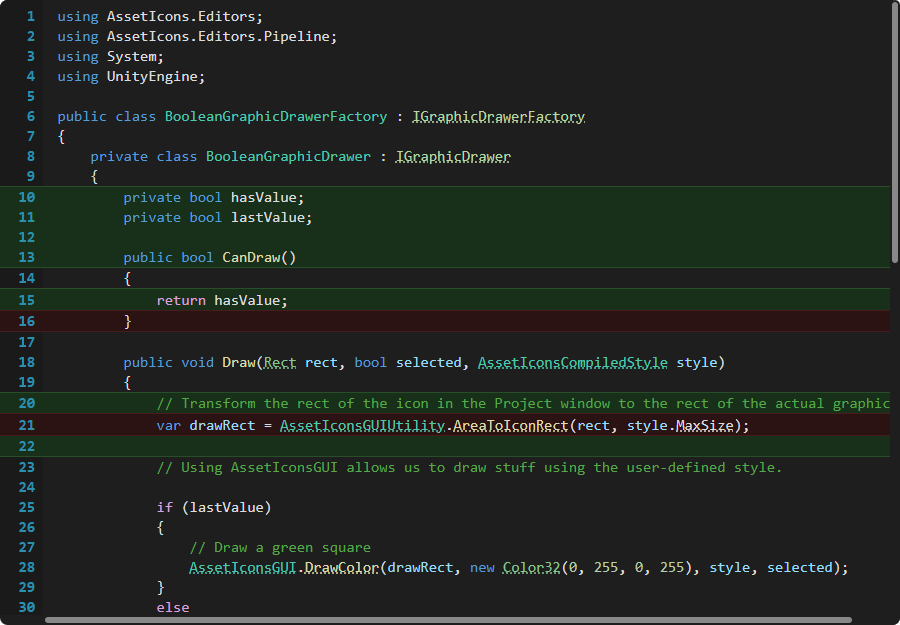 1 using AssetIcons.Editors;
2 using AssetIcons.Editors.Pipeline;
3 using System;
4 using UnityEngine;
5
6 public class BooleanGraphicDrawerFactory : IGraphicDrawerFactory
7 {
8     private class BooleanGraphicDrawer : IGraphicDrawer
9     {
10         private bool hasValue;
11         private bool lastValue;
12
13         public bool CanDraw()
14         {
15             return hasValue;
16         }
17
18         public void Draw(Rect rect, bool selected, AssetIconsCompiledStyle style)
19         {
20             // Transform the rect of the icon in the Project window to the rect of the actual graphic
21             var drawRect = AssetIconsGUIUtility.AreaToIconRect(rect, style.MaxSize);
22
23             // Using AssetIconsGUI allows us to draw stuff using the user-defined style.
24
25             if (lastValue)
26             {
27                 // Draw a green square
28                 AssetIconsGUI.DrawColor(drawRect, new Color32(0, 255, 0, 255), style, selected);
29             }
30             else